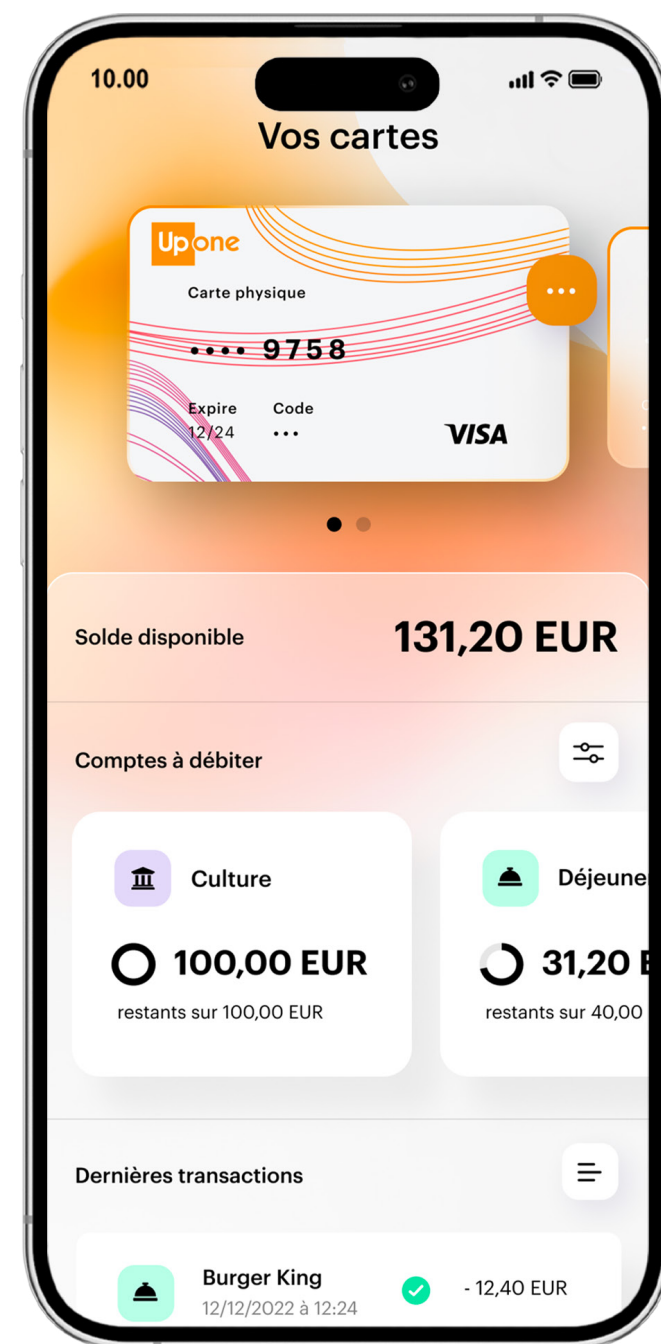 10.00
Vos cartes
Upone
Carte physique
•••• 9758
Expire Code
12/24 •••
VISA
Solde disponible 131,20 EUR
Comptes à débiter
Culture
100,00 EUR
restants sur 100,00 EUR
Déjeune
31,20 E
restants sur 40,00
Dernières transactions
Burger King
12/12/2022 à 12:24
- 12,40 EUR